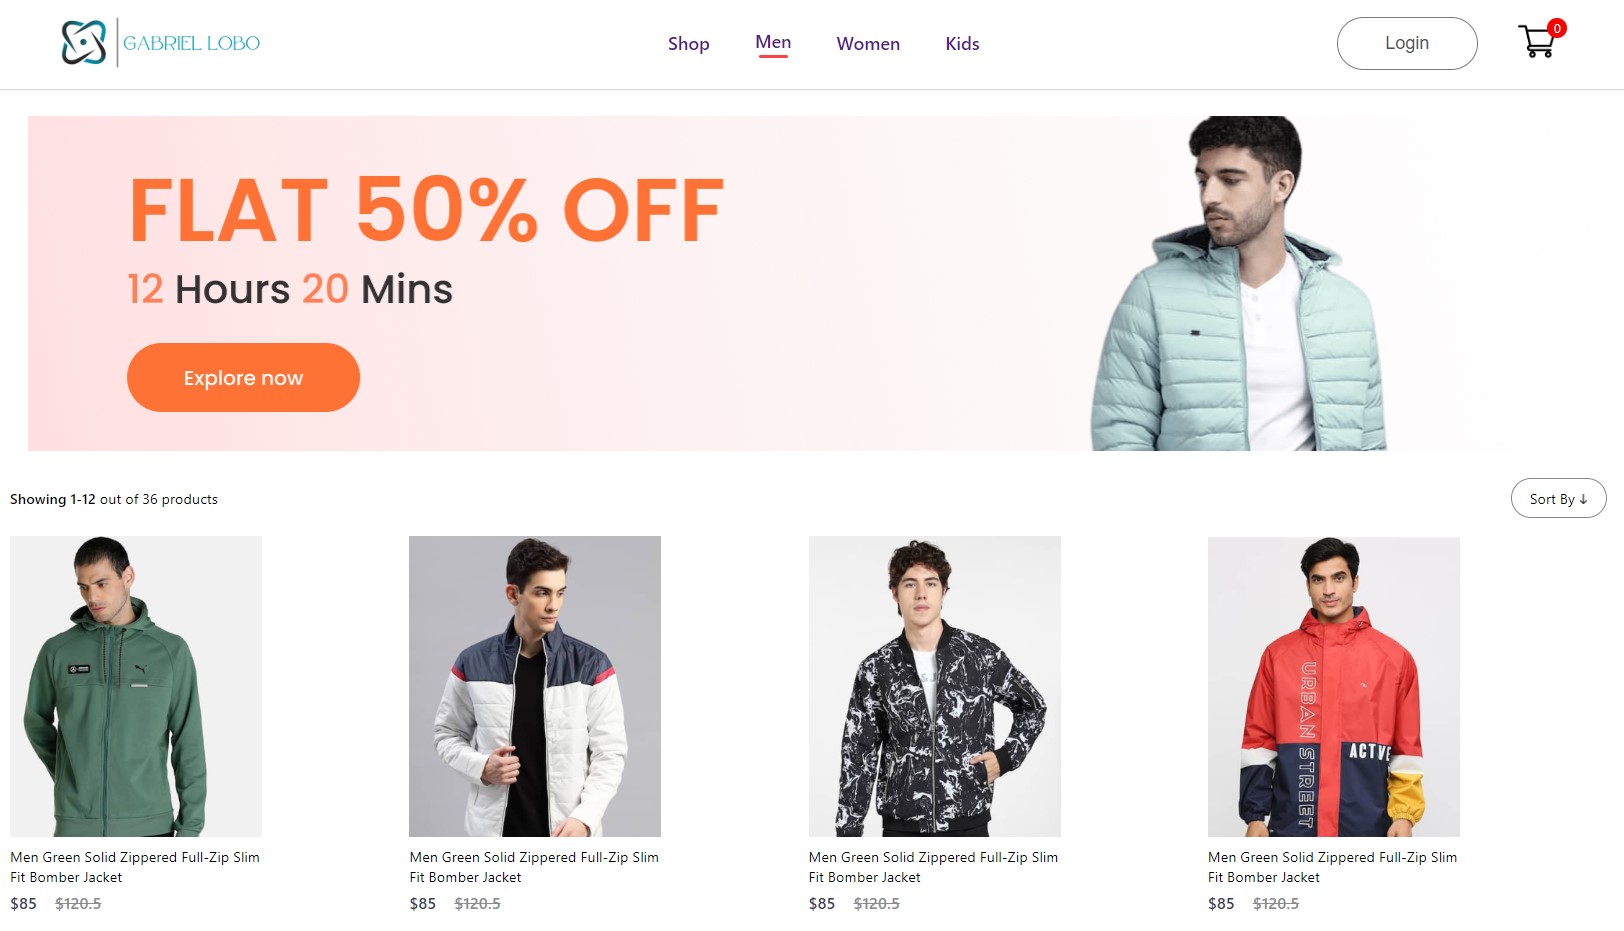 GABRIEL LOBO
Shop
Men
Women
Kids
Login
0
FLAT 50% OFF
12 Hours 20 Mins
Explore now
Showing 1-12 out of 36 products
Sort By ↓
URBAN STREET
ACTVE
Men Green Solid Zippered Full-Zip Slim
Fit Bomber Jacket
$85 $120.5
Men Green Solid Zippered Full-Zip Slim
Fit Bomber Jacket
$85 $120.5
Men Green Solid Zippered Full-Zip Slim
Fit Bomber Jacket
$85 $120.5
Men Green Solid Zippered Full-Zip Slim
Fit Bomber Jacket
$85 $120.5